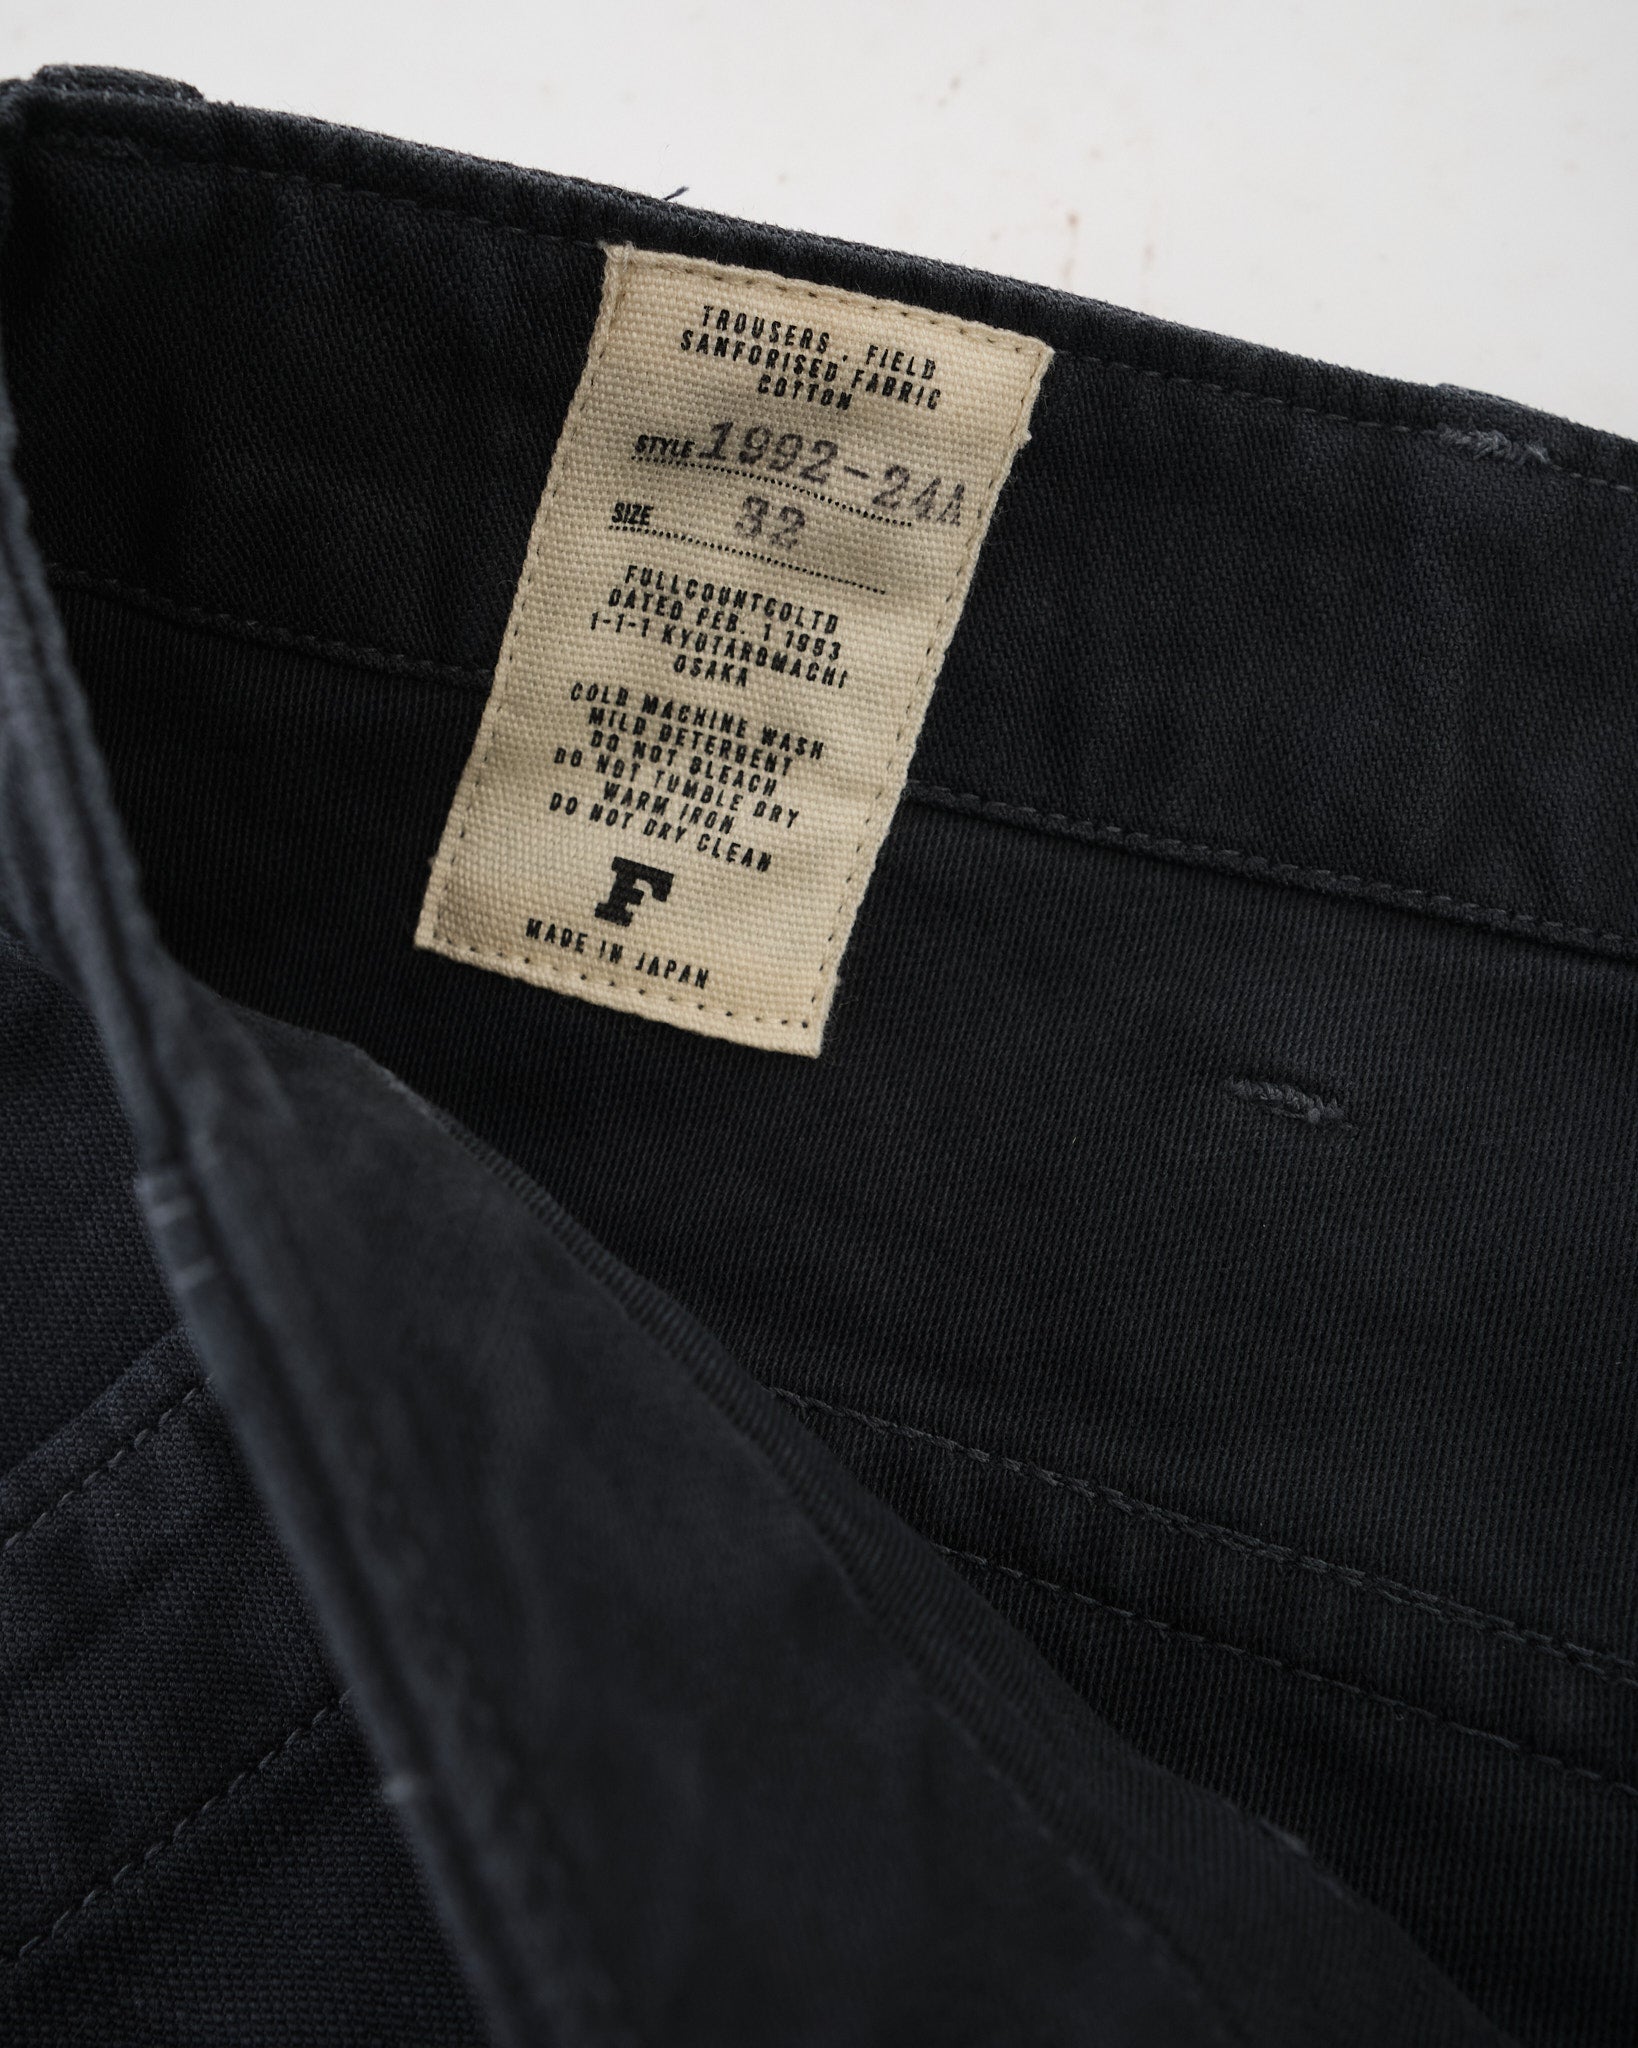 TROUSERS . FIELD
SANFORISED FABRIC
COTTON
STYLE 1992-24A
SIZE 32
FULLCOUNTCOLTD
DATED FEB. 1 1993
1-1-1 KYUTAROMACHI
OSAKA
COLD MACHINE WASH
MILD DETERGENT
DO NOT BLEACH
DO NOT TUMBLE DRY
WARM IRON
DO NOT DRY CLEAN
F
MADE IN JAPAN